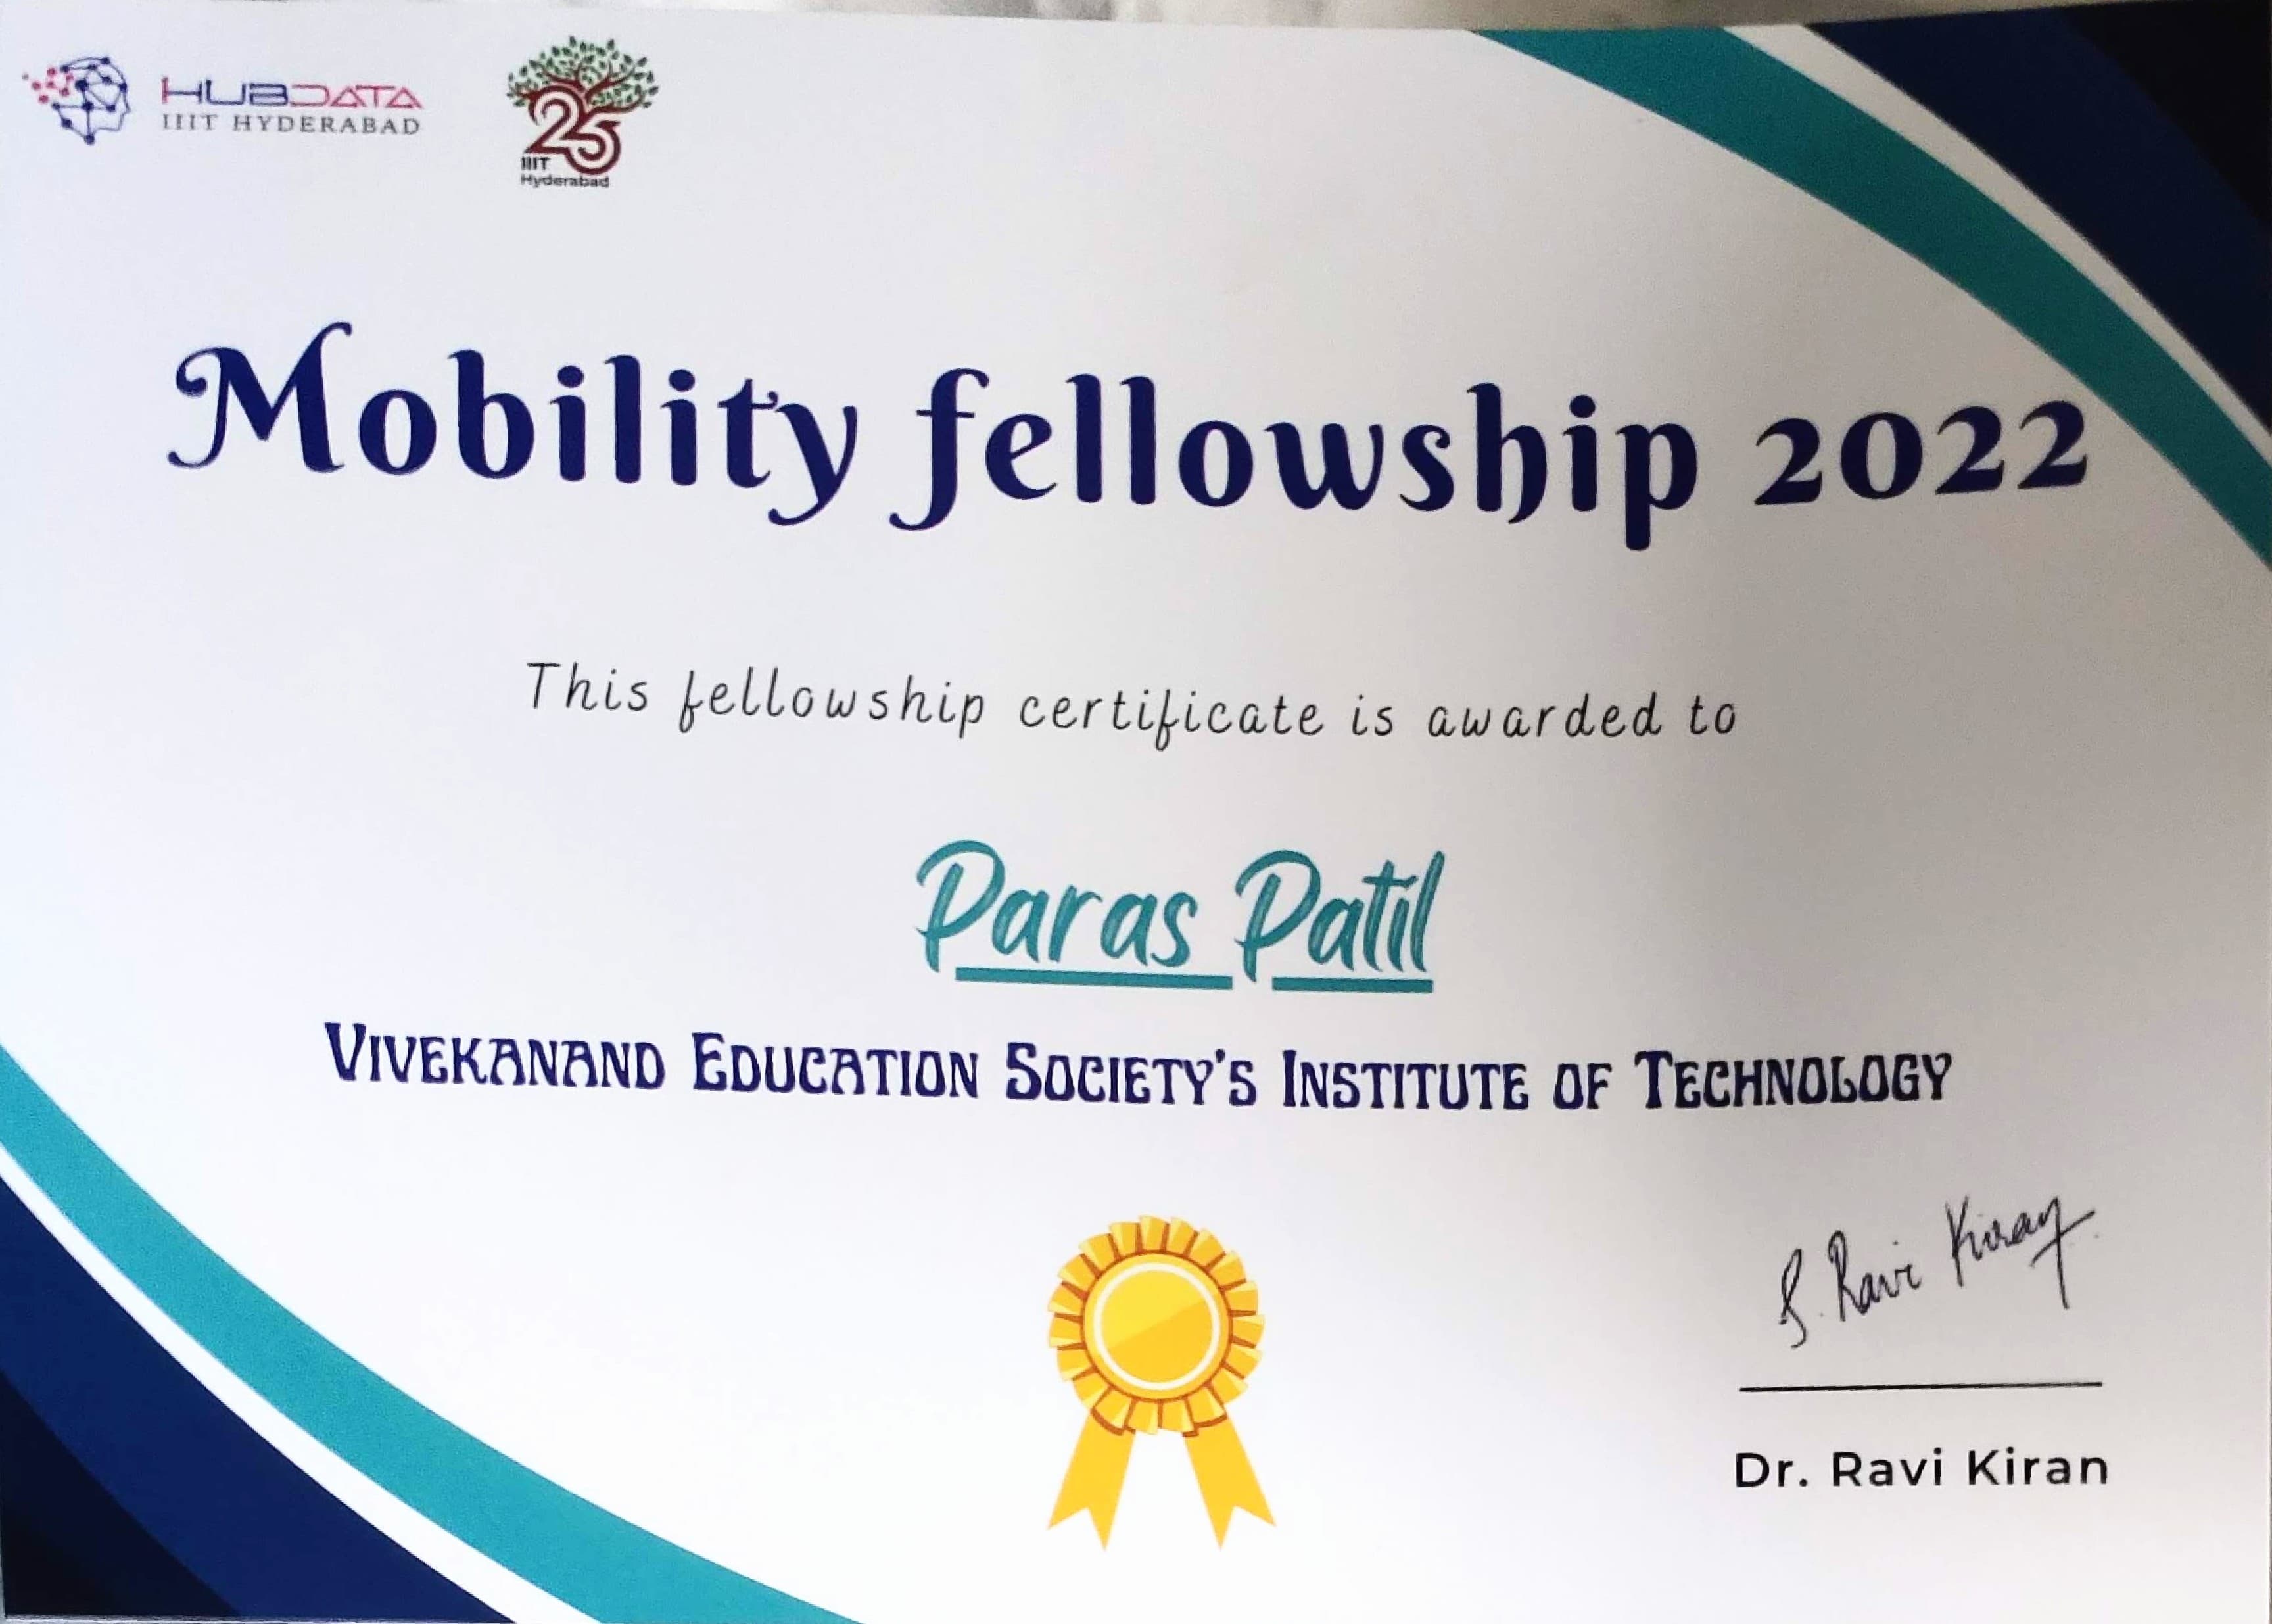 HUBDATA
IIIT HYDERABAD
25
IIIT
Hyderabad
Mobility fellowship 2022
This fellowship certificate is awarded to
Paras Patil
VIVEKANAND EDUCATION SOCIETY'S INSTITUTE OF TECHNOLOGY
S. Ravi Kiran
Dr. Ravi Kiran